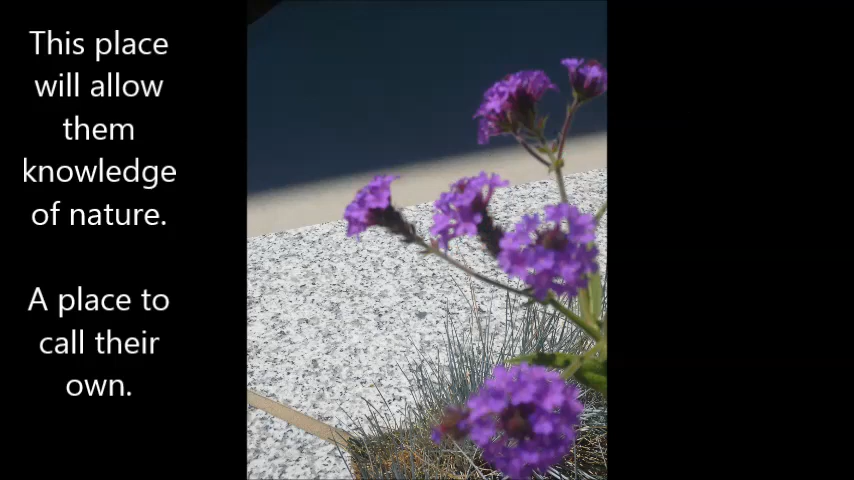 This place
will allow
them
knowledge
of nature.
A place to
call their
own.